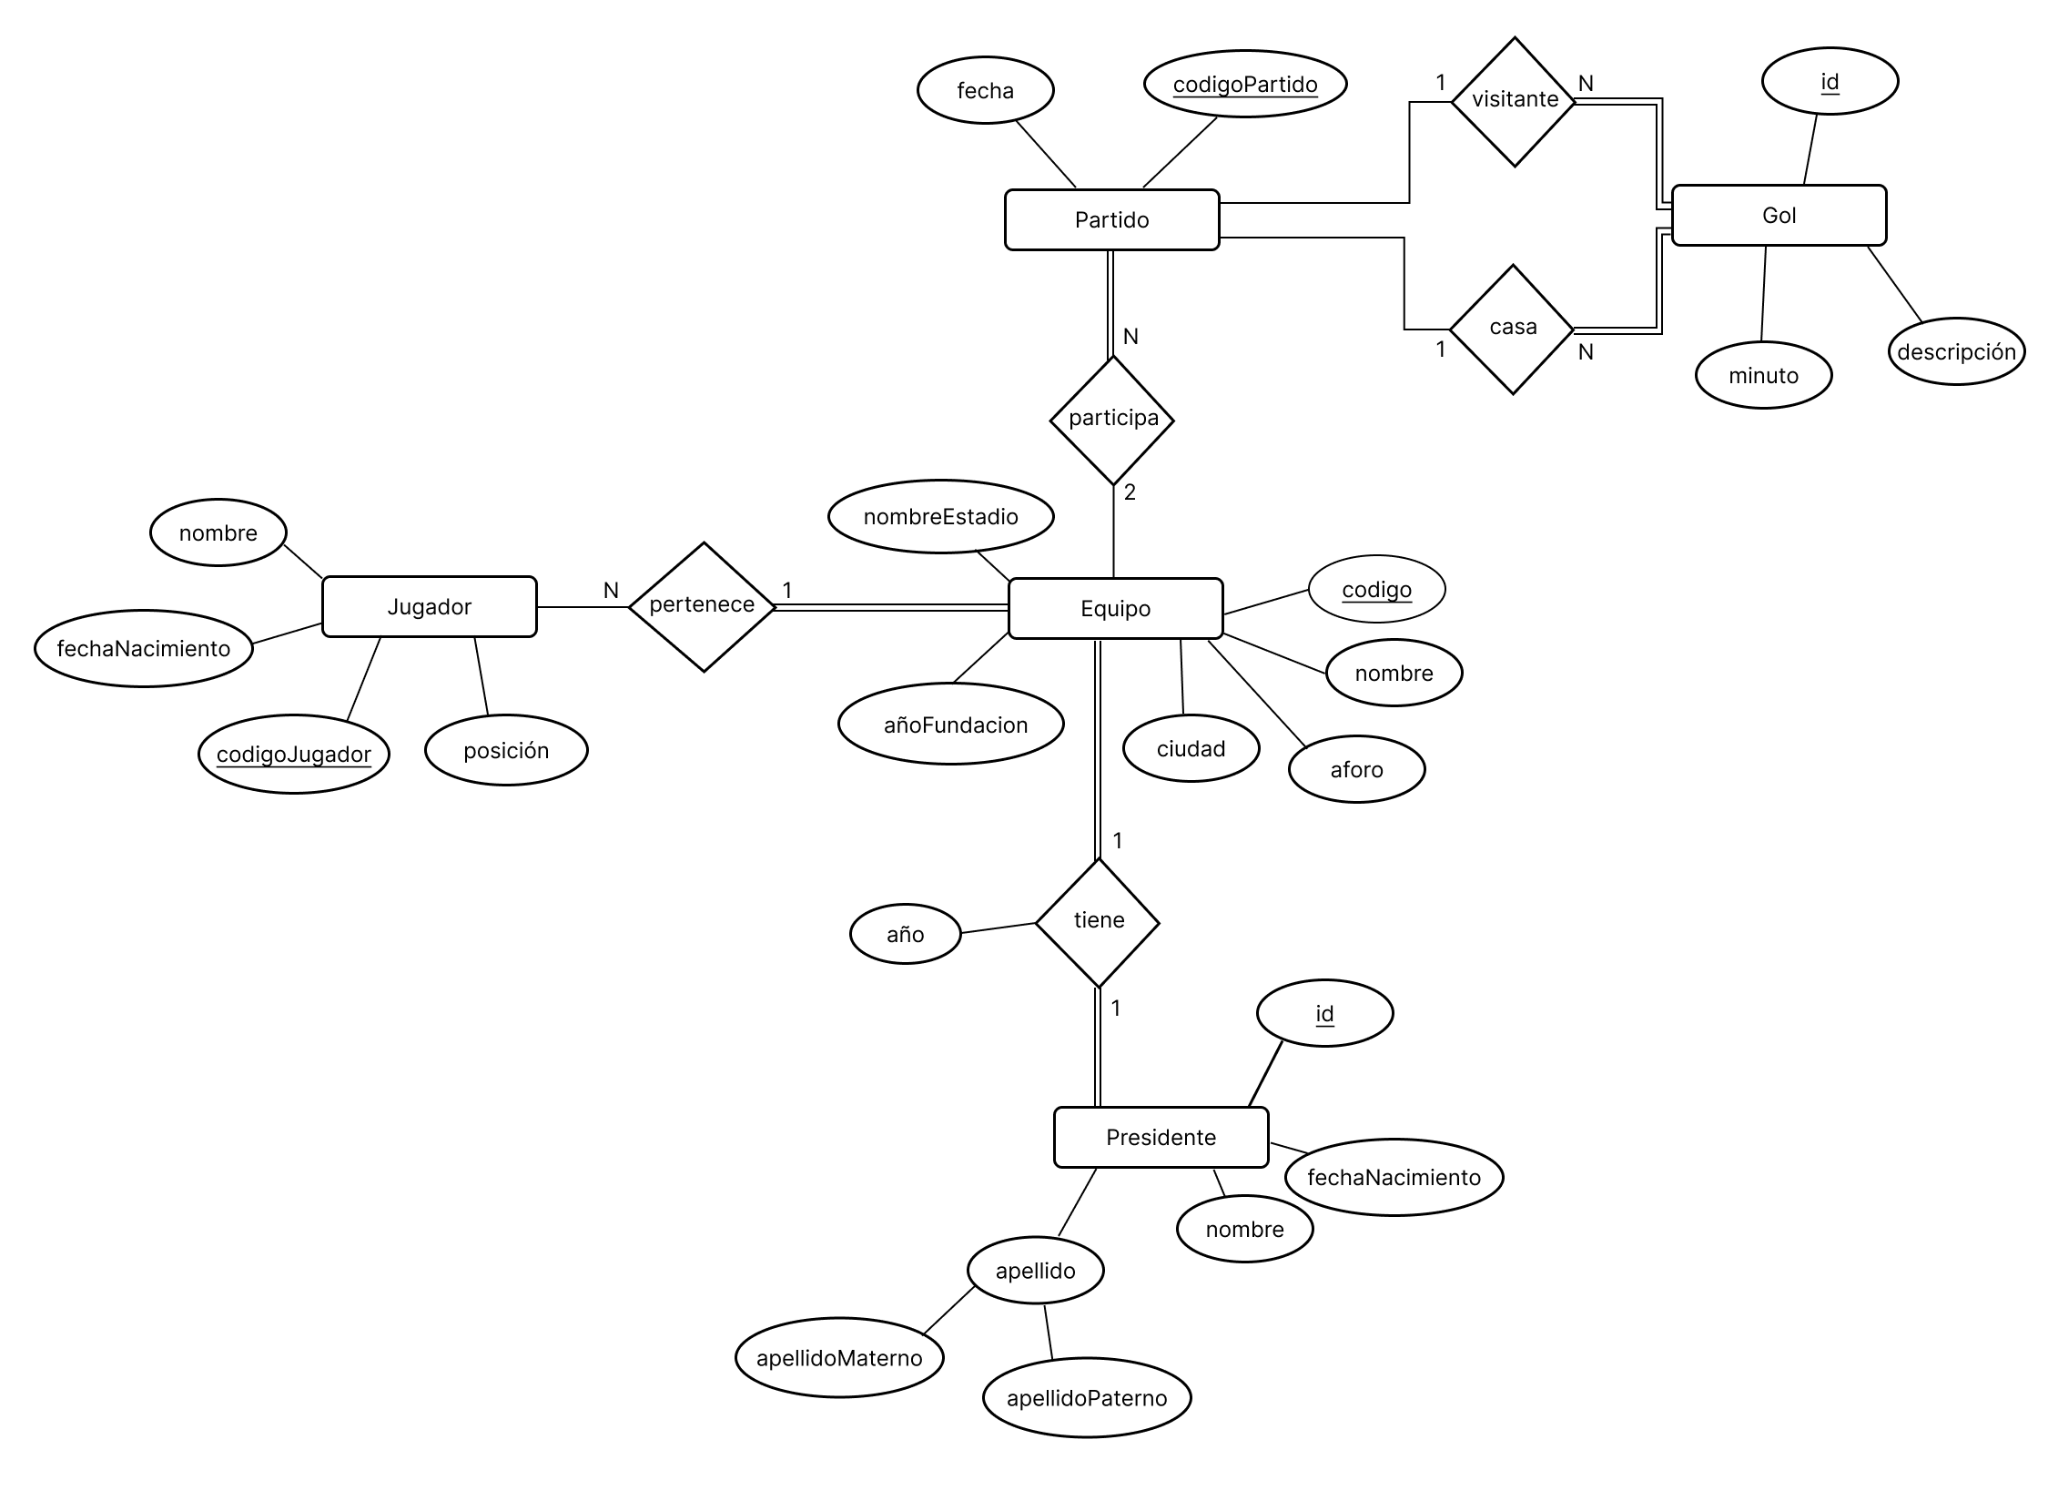 fecha
codigoPartido
1
visitante
N
id
Partido
Gol
casa
1
N
minuto
descripción
N
participa
2
nombreEstadio
nombre
Jugador
N
pertenece
1
Equipo
codigo
fechaNacimiento
nombre
codigoJugador
posición
añoFundacion
ciudad
aforo
1
año
tiene
1
id
Presidente
fechaNacimiento
nombre
apellido
apellidoMaterno
apellidoPaterno